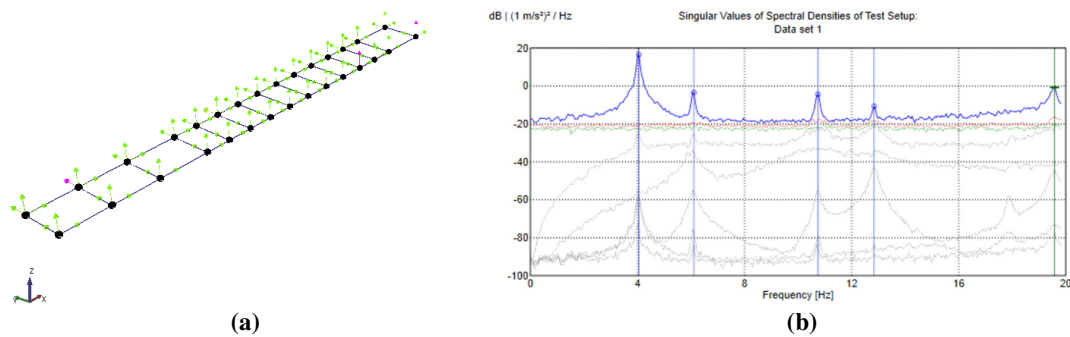 dB | (1 m/s²)² / Hz
Singular Values of Spectral Densities of Test Setup:
Data set 1
20
0
-20
-40
-60
-80
-100
0
4
8
12
16
20
Frequency [Hz]
Z
Y
X
(a)
(b)